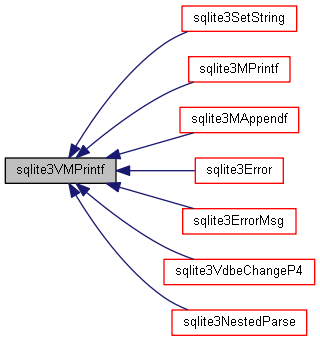 sqlite3SetString
sqlite3MPrintf
sqlite3MAppendf
sqlite3VMPrintf
sqlite3Error
sqlite3ErrorMsg
sqlite3VdbeChangeP4
sqlite3NestedParse